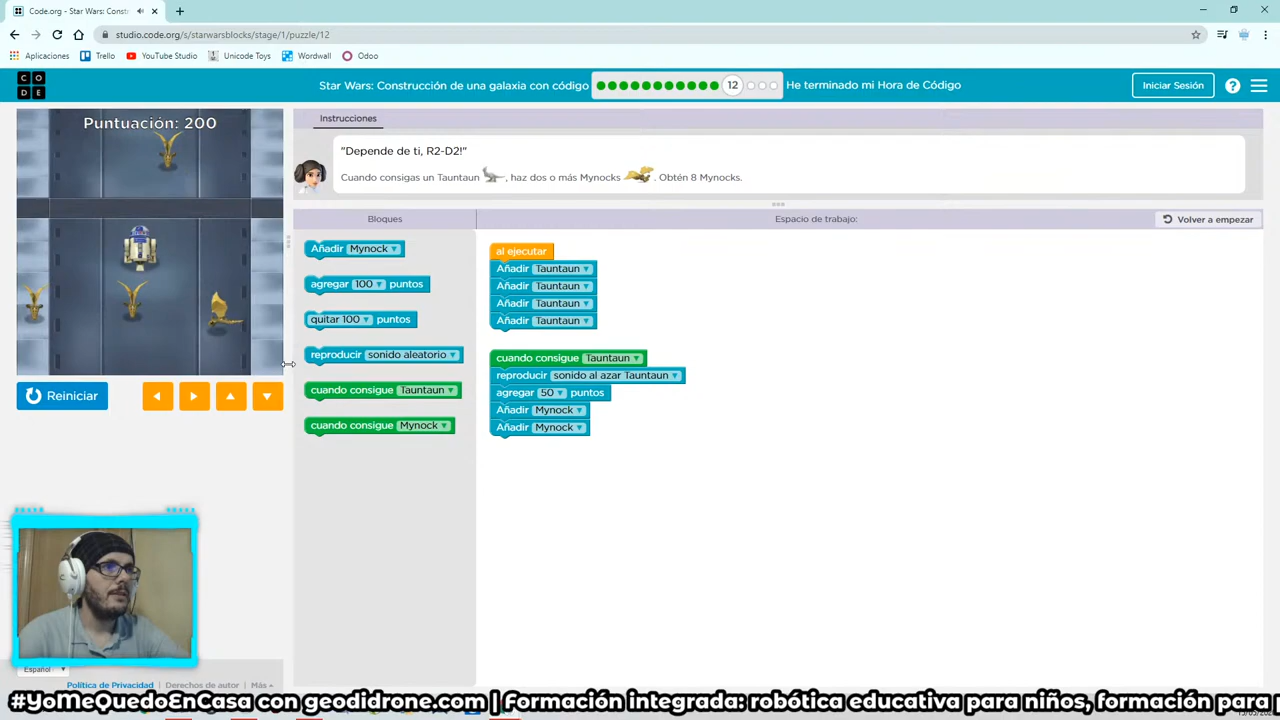 Code.org - Star Wars: Constr
studio.code.org/s/starwarsblocks/stage/1/puzzle/12
Aplicaciones
Trello
YouTube Studio
Unicode Toys
Wordwall
Odoo
C O
D E
Star Wars: Construcción de una galaxia con código
12
He terminado mi Hora de Código
Iniciar Sesión
Puntuación: 200
Instrucciones
"Depende de ti, R2-D2!"
Cuando consigas un Tauntaun , haz dos o más Mynocks . Obtén 8 Mynocks.
Bloques
Espacio de trabajo:
Volver a empezar
Añadir Mynock
agregar 100 puntos
quitar 100 puntos
reproducir sonido aleatorio
cuando consigue Tauntaun
cuando consigue Mynock
al ejecutar
Añadir Tauntaun
Añadir Tauntaun
Añadir Tauntaun
Añadir Tauntaun
cuando consigue Tauntaun
reproducir sonido al azar Tauntaun
agregar 50 puntos
Añadir Mynock
Añadir Mynock
Reiniciar
Español
Política de Privacidad
Derechos de autor
Más
#YoMeQuedoEnCasa con geodidrone.com | Formación integrada: robótica educativa para niños, formación para